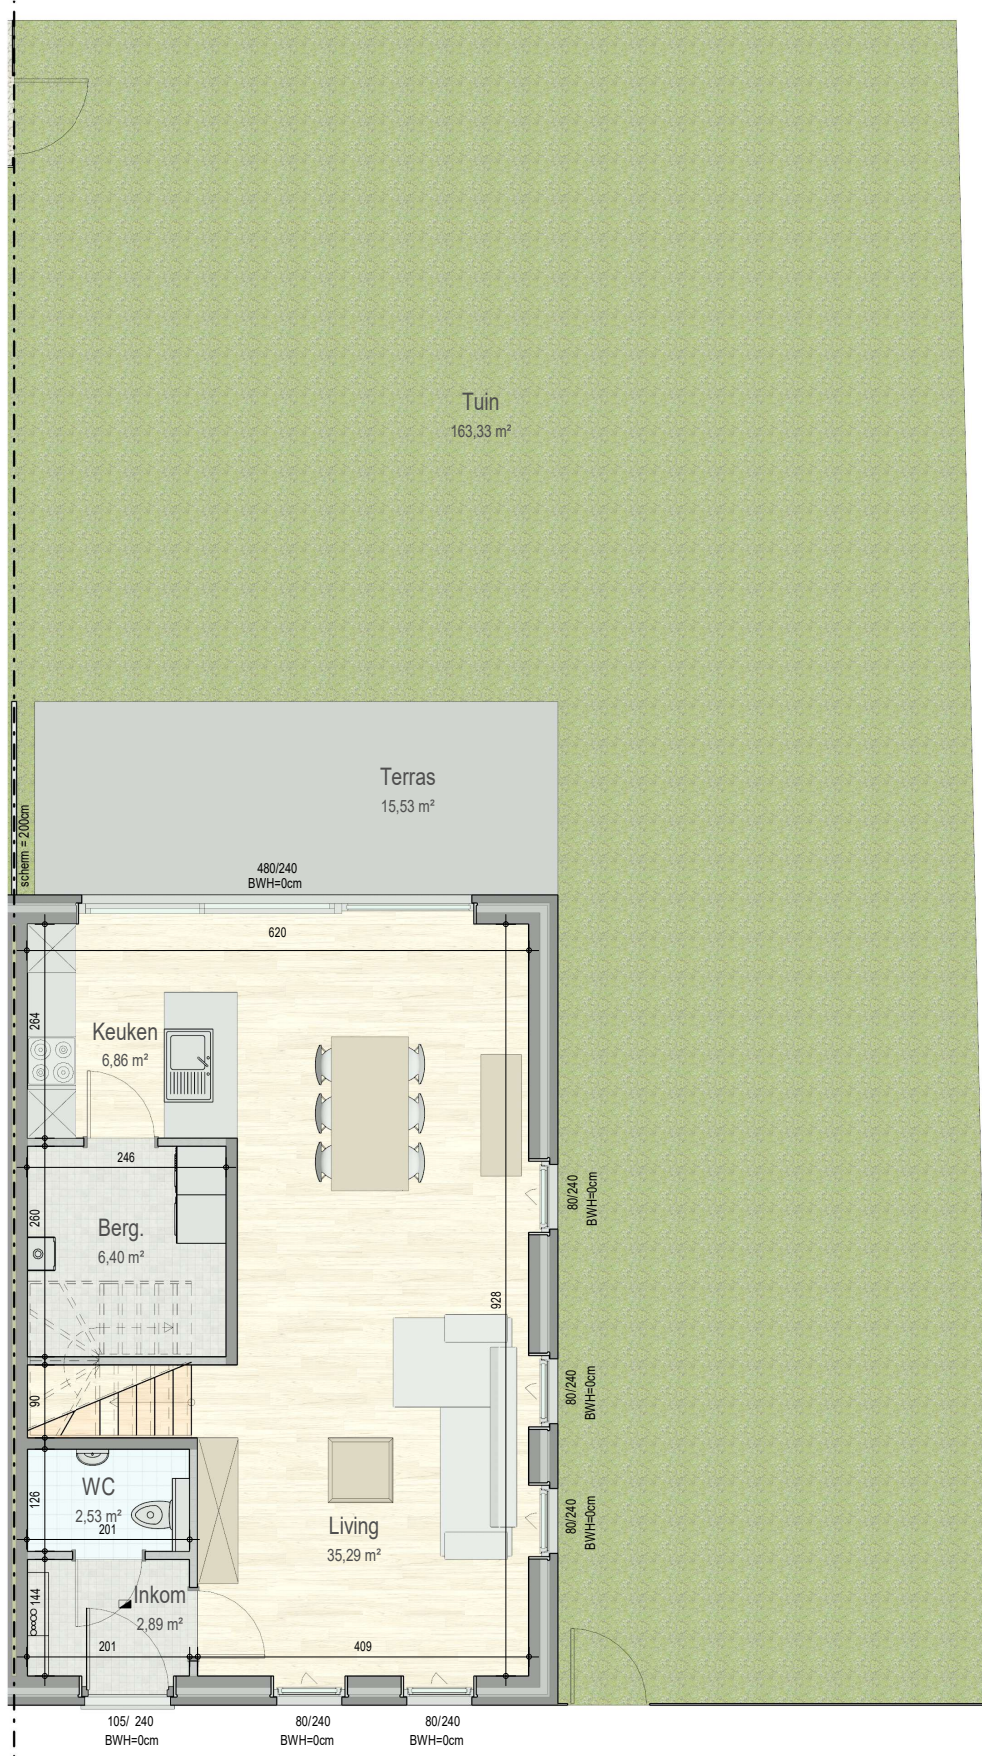 Tuin
163,33 m²
Terras
15,53 m²
scherm = 200cm
480/240
BWH=0cm
620
264
Keuken
6,86 m²
246
260
Berg.
6,40 m²
80/240
BWH=0cm
928
90
80/240
BWH=0cm
WC
2,53 m²
126
201
Living
35,29 m²
80/240
BWH=0cm
144
Inkom
2,89 m²
201
409
105/ 240
BWH=0cm
80/240
BWH=0cm
80/240
BWH=0cm